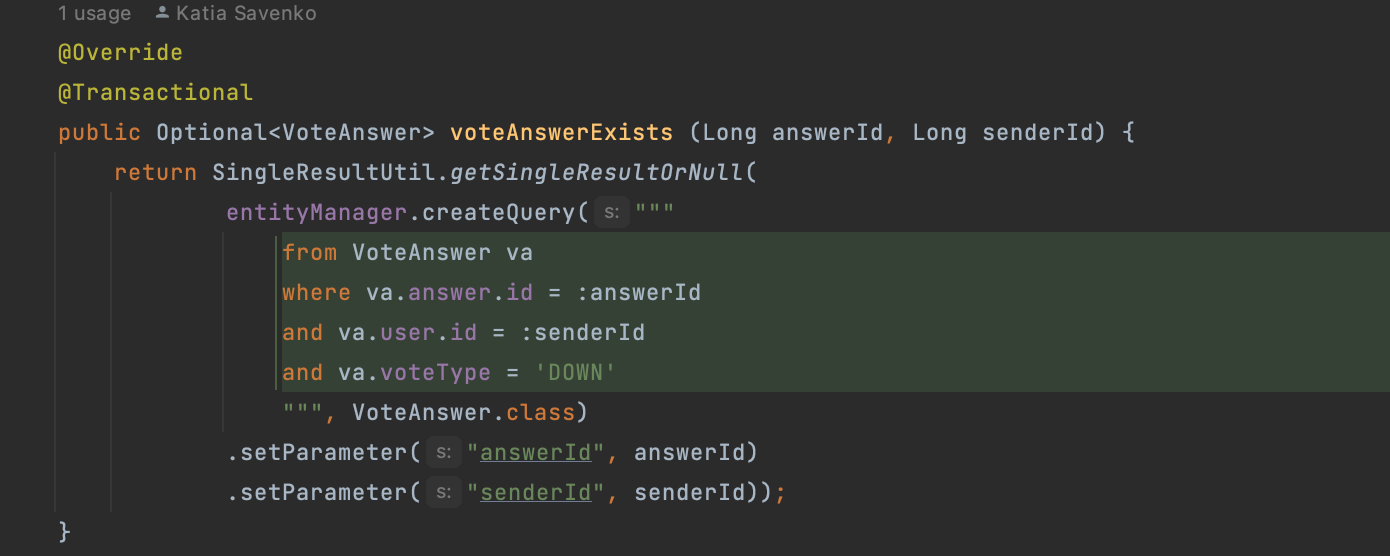 1 usage Katia Savenko
@Override
@Transactional
public Optional<VoteAnswer> voteAnswerExists (Long answerId, Long senderId) {
return SingleResultUtil.getSingleResultOrNull(
entityManager.createQuery( s: """
from VoteAnswer va
where va.answer.id = :answerId
and va.user.id = :senderId
and va.voteType = 'DOWN'
""", VoteAnswer.class)
.setParameter( s: "answerId", answerId)
.setParameter( s: "senderId", senderId));
}